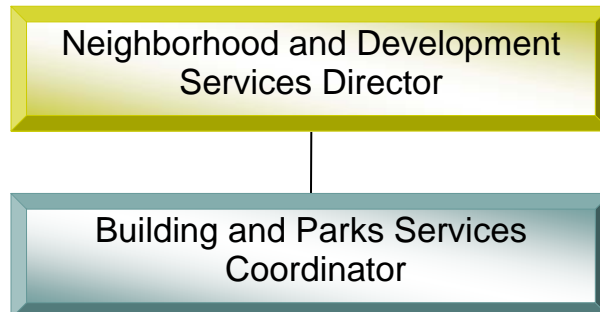 Neighborhood and Development
Services Director
Building and Parks Services
Coordinator